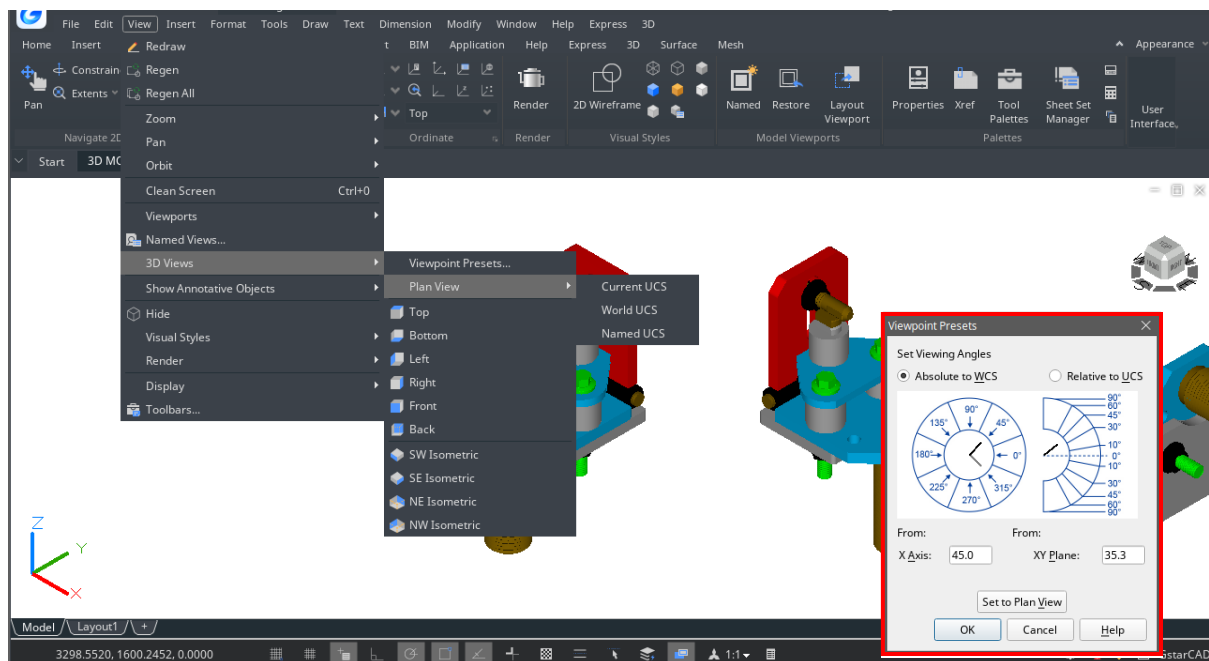 File Edit View Insert Format Tools Draw Text Dimension Modify Window Help Express 3D
Home Insert t BIM Application Help Express 3D Surface Mesh Appearance
Pan
Constrain
Extents
Navigate 2D
Top
Ordinate
Render
Render
2D Wireframe
Visual Styles
Named Restore Layout Viewport
Model Viewports
Properties Xref Tool Palettes Sheet Set Manager
Palettes
User Interface
Start 3D MO
Redraw
Regen
Regen All
Zoom
Pan
Orbit
Clean Screen Ctrl+0
Viewports
Named Views...
3D Views
Show Annotative Objects
Hide
Visual Styles
Render
Display
Toolbars...
Viewpoint Presets...
Plan View
Top
Bottom
Left
Right
Front
Back
SW Isometric
SE Isometric
NE Isometric
NW Isometric
Current UCS
World UCS
Named UCS
TOP
FRONT RIGHT
Viewpoint Presets
Set Viewing Angles
Absolute to WCS Relative to UCS
90°
135° 45°
180° 0°
225° 315°
270°
90°
60°
45°
30°
10°
0°
10°
30°
45°
60°
90°
From: From:
X Axis: 45.0 XY Plane: 35.3
Set to Plan View
OK Cancel Help
Z
Y
X
Model Layout1 +
3298.5520, 1600.2452, 0.0000 1:1 GstarCAD